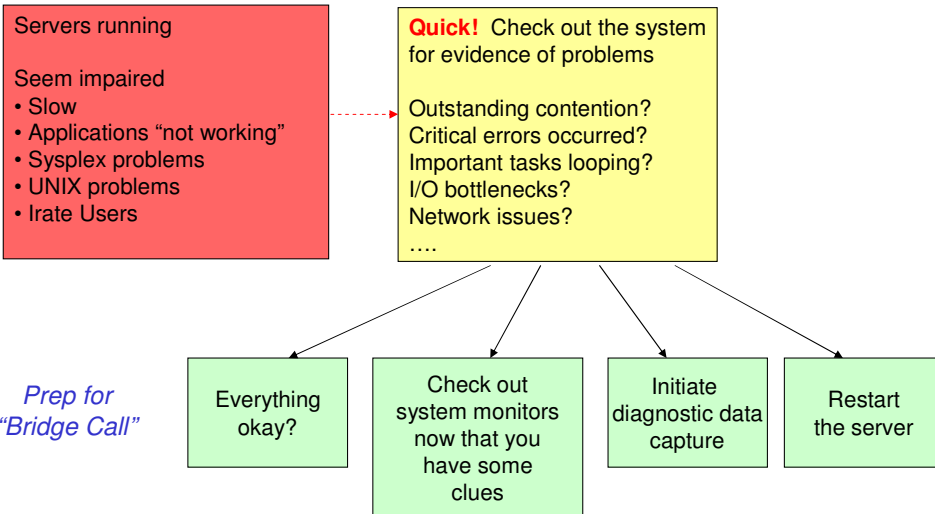 Servers running
Seem impaired
• Slow
• Applications “not working”
• Sysplex problems
• UNIX problems
• Irate Users
Quick! Check out the system
for evidence of problems
Outstanding contention?
Critical errors occurred?
Important tasks looping?
I/O bottlenecks?
Network issues?
….
Prep for
“Bridge Call”
Everything
okay?
Check out
system monitors
now that you
have some
clues
Initiate
diagnostic data
capture
Restart
the server